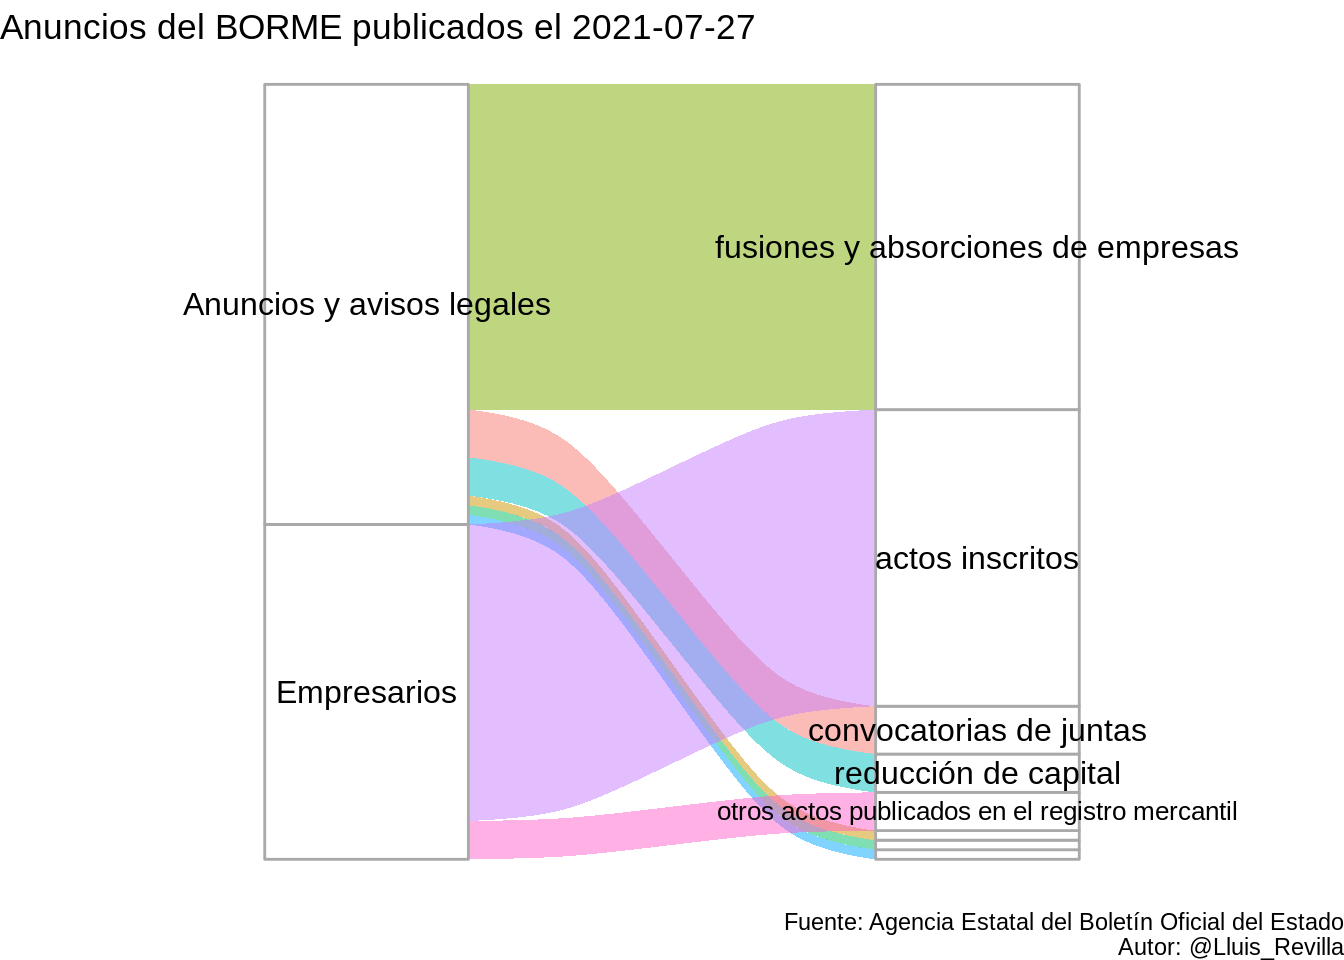 Anuncios del BORME publicados el 2021-07-27
fusiones y absorciones de empresas
Anuncios y avisos legales
actos inscritos
Empresarios
convocatorias de juntas
reducción de capital
otros actos publicados en el registro mercantil
Fuente: Agencia Estatal del Boletín Oficial del Estado
Autor: @Lluis_Revilla